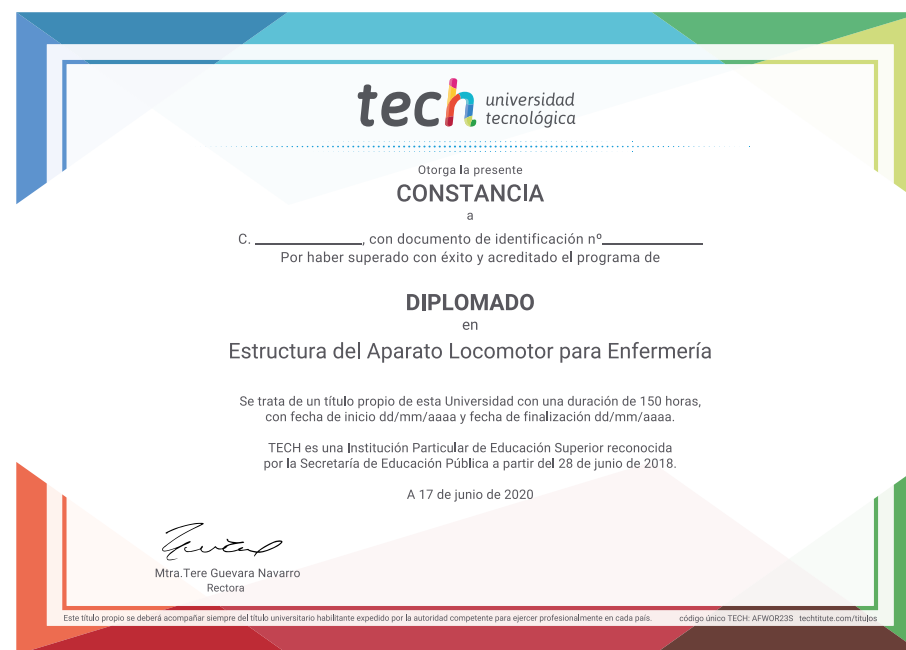 tech universidad
tecnológica
Otorga la presente
CONSTANCIA
a
C. ______________, con documento de identificación nº_____________
Por haber superado con éxito y acreditado el programa de
DIPLOMADO
en
Estructura del Aparato Locomotor para Enfermería
Se trata de un título propio de esta Universidad con una duración de 150 horas,
con fecha de inicio dd/mm/aaaa y fecha de finalización dd/mm/aaaa.
TECH es una Institución Particular de Educación Superior reconocida
por la Secretaría de Educación Pública a partir del 28 de junio de 2018.
A 17 de junio de 2020
Mtra.Tere Guevara Navarro
Rectora
Este título propio se deberá acompañar siempre del título universitario habilitante expedido por la autoridad competente para ejercer profesionalmente en cada país. código único TECH: AFWOR23S techtitute.com/titulos